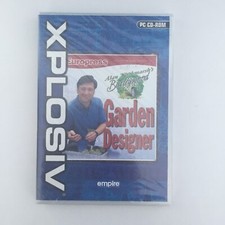 PC CD-ROM
XPLOSIV
Europress
Garden
Designer
empire